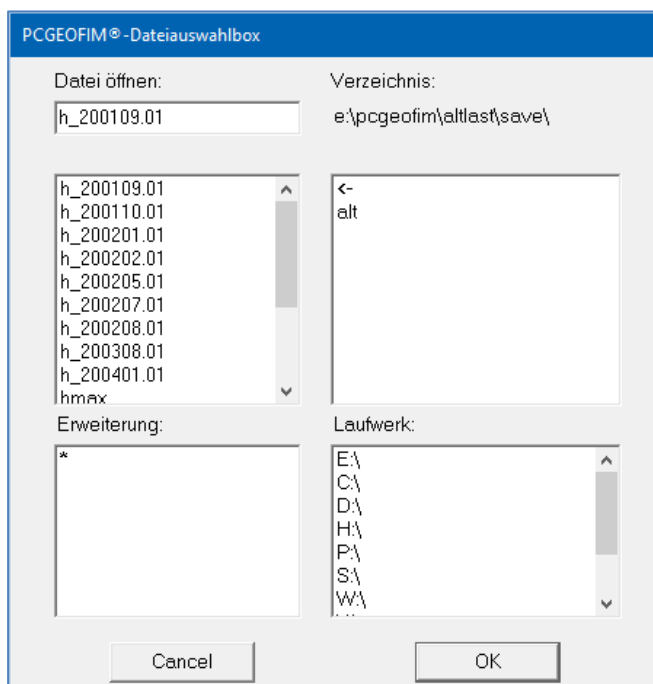 PCGEOFIM®-Dateiauswahlbox
Datei öffnen:
h_200109.01
Verzeichnis:
e:\pcgeofim\altlast\save\
h_200109.01
h_200110.01
h_200201.01
h_200202.01
h_200205.01
h_200207.01
h_200208.01
h_200308.01
h_200401.01
hmax
<-
alt
Erweiterung:
*
Laufwerk:
E:\
C:\
D:\
H:\
P:\
S:\
W:\
Cancel
OK